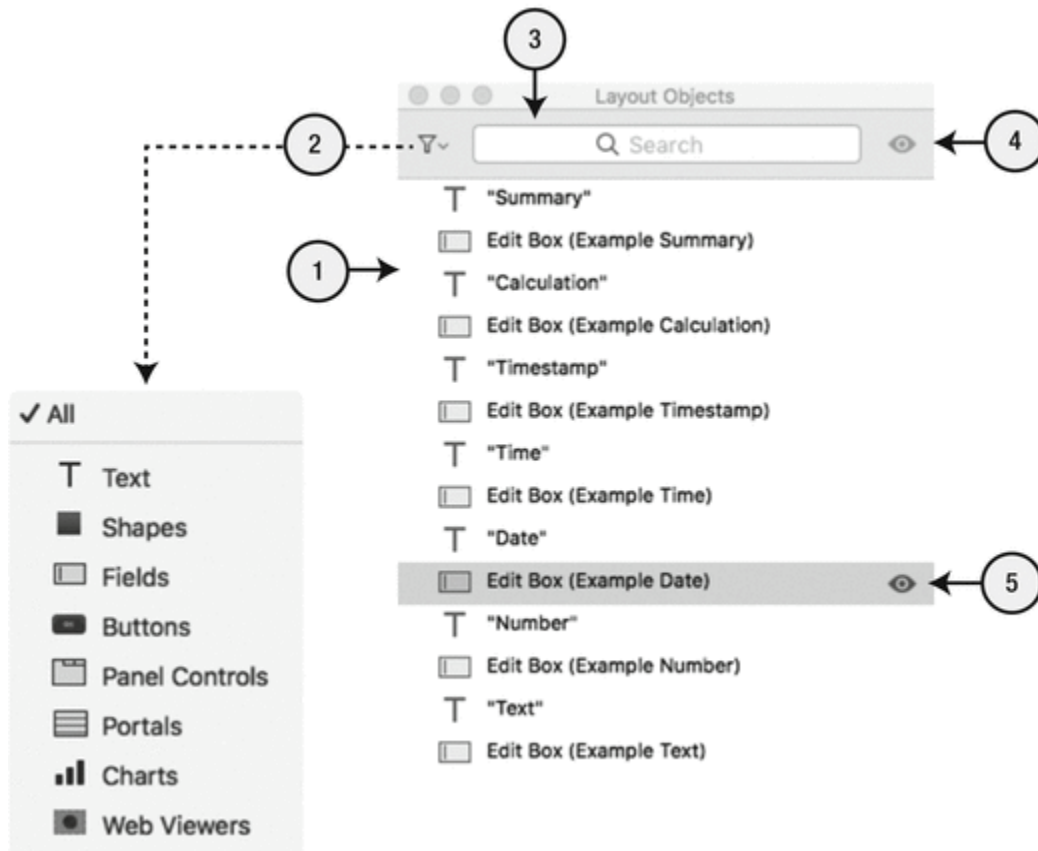 3
Layout Objects
2
Search
4
"Summary"
Edit Box (Example Summary)
1
"Calculation"
Edit Box (Example Calculation)
"Timestamp"
Edit Box (Example Timestamp)
"Time"
Edit Box (Example Time)
"Date"
Edit Box (Example Date)
5
"Number"
Edit Box (Example Number)
"Text"
Edit Box (Example Text)
✓ All
Text
Shapes
Fields
Buttons
Panel Controls
Portals
Charts
Web Viewers